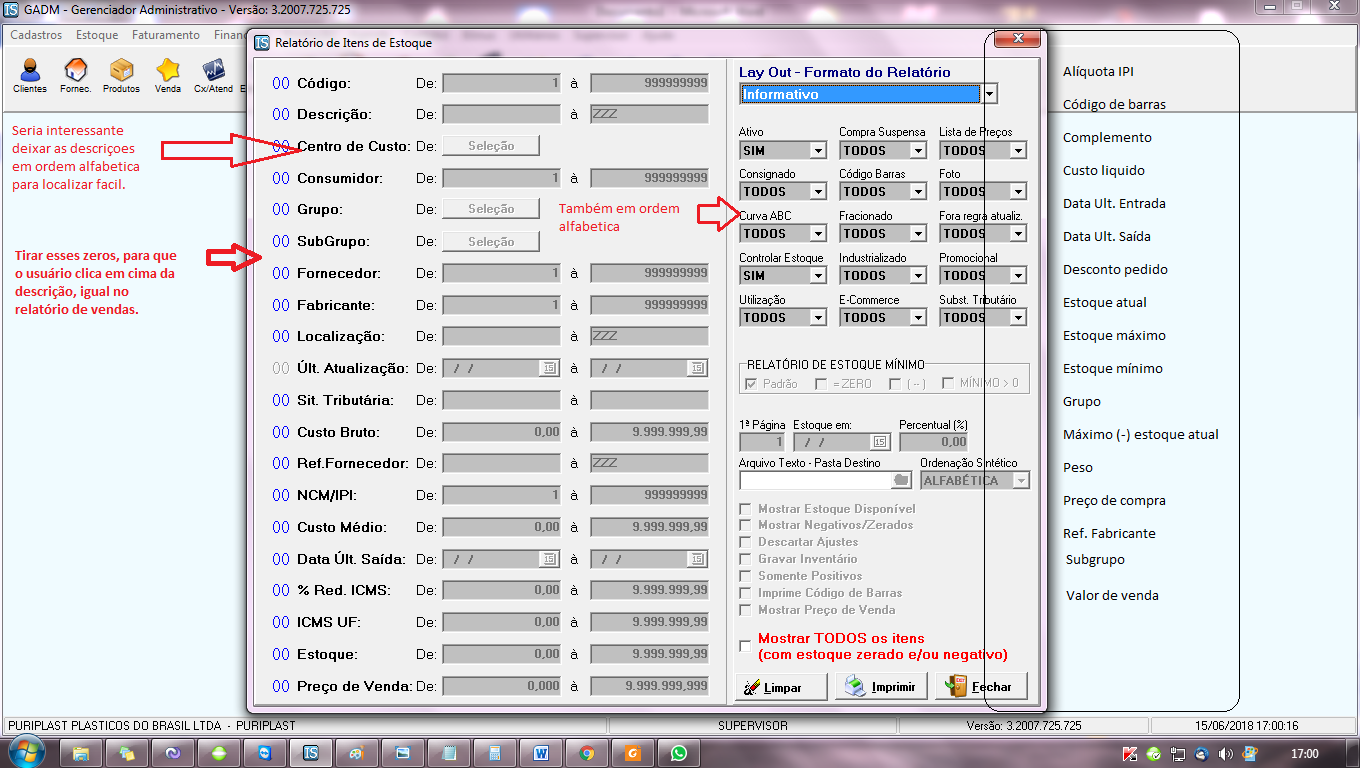 GADM - Gerenciador Administrativo - Versão: 3.2007.725.725
Cadastros Estoque Faturamento
Clientes Fornec. Produtos Venda Cx/Atend
Seria interessante
deixar as descriçoes
em ordem alfabetica
para localizar facil.
Tirar esses zeros, para que
o usuário clica em cima da
descrição, igual no
relatório de vendas.
Relatório de Itens de Estoque
00 Código: De: 1 à 999999999
00 Descrição: De: à ZZZ
00 Centro de Custo: De: Seleção
00 Consumidor: De: 1 à 999999999
00 Grupo: De: Seleção
00 SubGrupo: De: Seleção
00 Fornecedor: De: 1 à 999999999
00 Fabricante: De: 1 à 999999999
00 Localização: De: à ZZZ
00 Últ. Atualização: De: / / 15 à / / 15
00 Sit. Tributária: De: à
00 Custo Bruto: De: 0,00 à 9.999.999,99
00 Ref.Fornecedor: De: à ZZZ
00 NCM/IPI: De: 1 à 999999999
00 Custo Médio: De: 0,00 à 9.999.999,99
00 Data Últ. Saída: De: / / 15 à / / 15
00 % Red. ICMS: De: 0,00 à 9.999.999,99
00 ICMS UF: De: 0,00 à 9.999.999,99
00 Estoque: De: 0,00 à 9.999.999,99
00 Preço de Venda: De: 0,000 à 9.999.999,999
Também em ordem
alfabetica
Lay Out - Formato do Relatório
Informativo
Ativo Compra Suspensa Lista de Preços
SIM TODOS TODOS
Consignado Código Barras Foto
TODOS TODOS TODOS
Curva ABC Fracionado Fora regra atualiz.
TODOS TODOS TODOS
Controlar Estoque Industrializado Promocional
SIM TODOS TODOS
Utilização E-Commerce Subst. Tributário
TODOS TODOS TODOS
RELATÓRIO DE ESTOQUE MÍNIMO
Padrão = ZERO ( -- ) MÍNIMO > 0
1ª Página Estoque em: Percentual (%)
1 / / 15 0,00
Arquivo Texto - Pasta Destino Ordenação Sintético
ALFABÉTICA
Mostrar Estoque Disponível
Mostrar Negativos/Zerados
Descartar Ajustes
Gravar Inventário
Somente Positivos
Imprime Código de Barras
Mostrar Preço de Venda
Mostrar TODOS os itens
(com estoque zerado e/ou negativo)
Limpar Imprimir Fechar
Alíquota IPI
Código de barras
Complemento
Custo liquido
Data Ult. Entrada
Data Ult. Saída
Desconto pedido
Estoque atual
Estoque máximo
Estoque mínimo
Grupo
Máximo (-) estoque atual
Peso
Preço de compra
Ref. Fabricante
Subgrupo
Valor de venda
PURIPLAST PLASTICOS DO BRASIL LTDA - PURIPLAST SUPERVISOR Versão: 3.2007.725.725 15/06/2018 17:00:16
17:00